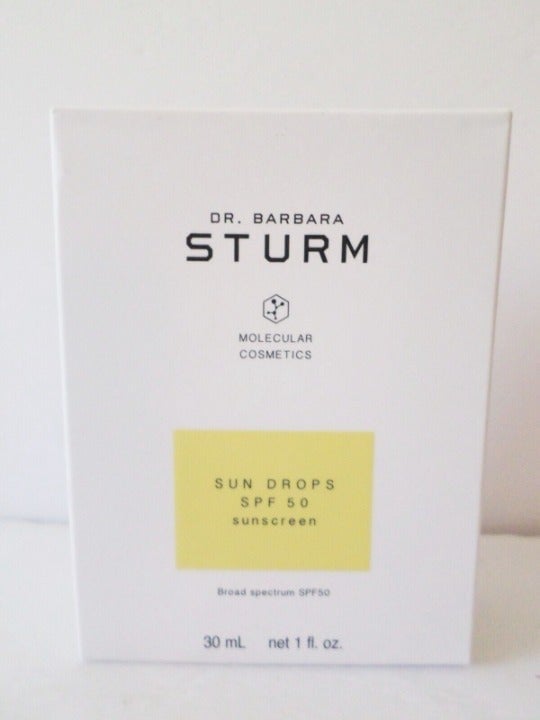 DR. BARBARA
STURM
MOLECULAR
COSMETICS
SUN DROPS
SPF 50
sunscreen
Broad spectrum SPF50
30 mL net 1 fl. oz.